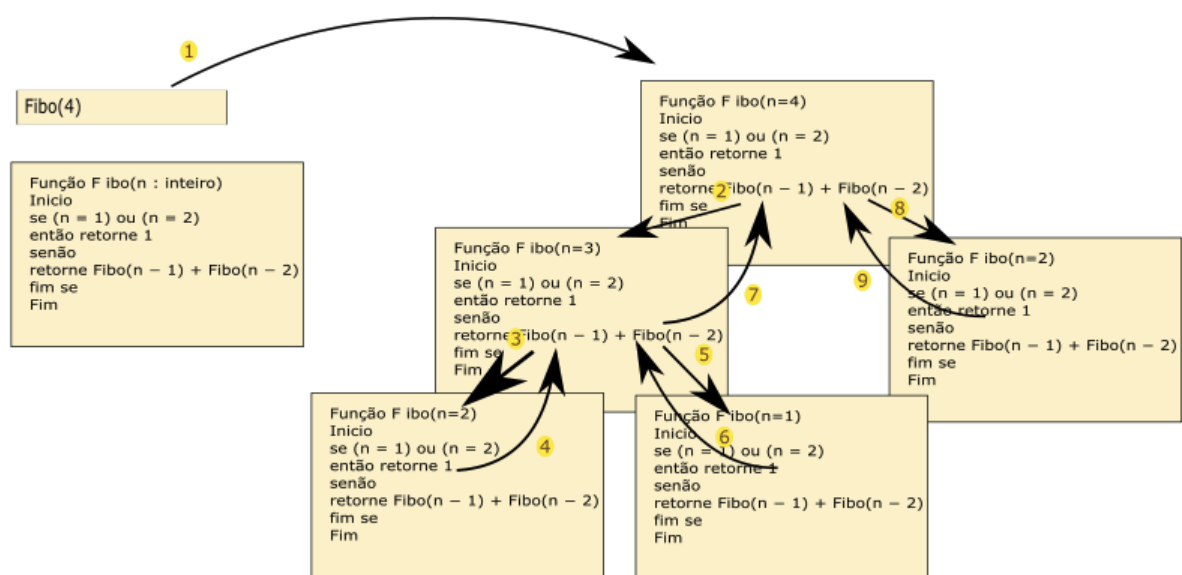 1
Fibo(4)
Função F ibo(n : inteiro)
Inicio
se (n = 1) ou (n = 2)
então retorne 1
senão
retorne Fibo(n − 1) + Fibo(n − 2)
fim se
Fim
Função F ibo(n=4)
Inicio
se (n = 1) ou (n = 2)
então retorne 1
senão
retorne Fibo(n − 1) + Fibo(n − 2)
fim se
Fim
2
8
Função F ibo(n=3)
Inicio
se (n = 1) ou (n = 2)
então retorne 1
senão
retorne Fibo(n − 1) + Fibo(n − 2)
fim se
Fim
7
9
3
5
Função F ibo(n=2)
Inicio
se (n = 1) ou (n = 2)
então retorne 1
senão
retorne Fibo(n − 1) + Fibo(n − 2)
fim se
Fim
Função F ibo(n=2)
Inicio
se (n = 1) ou (n = 2)
então retorne 1
senão
retorne Fibo(n − 1) + Fibo(n − 2)
fim se
Fim
4
6
Função F ibo(n=1)
Inicio
se (n = 1) ou (n = 2)
então retorne 1
senão
retorne Fibo(n − 1) + Fibo(n − 2)
fim se
Fim